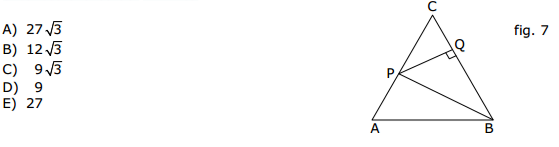 A) 27√3
B) 12√3
C) 9√3
D) 9
E) 27
C
fig. 7
Q
P
A
B